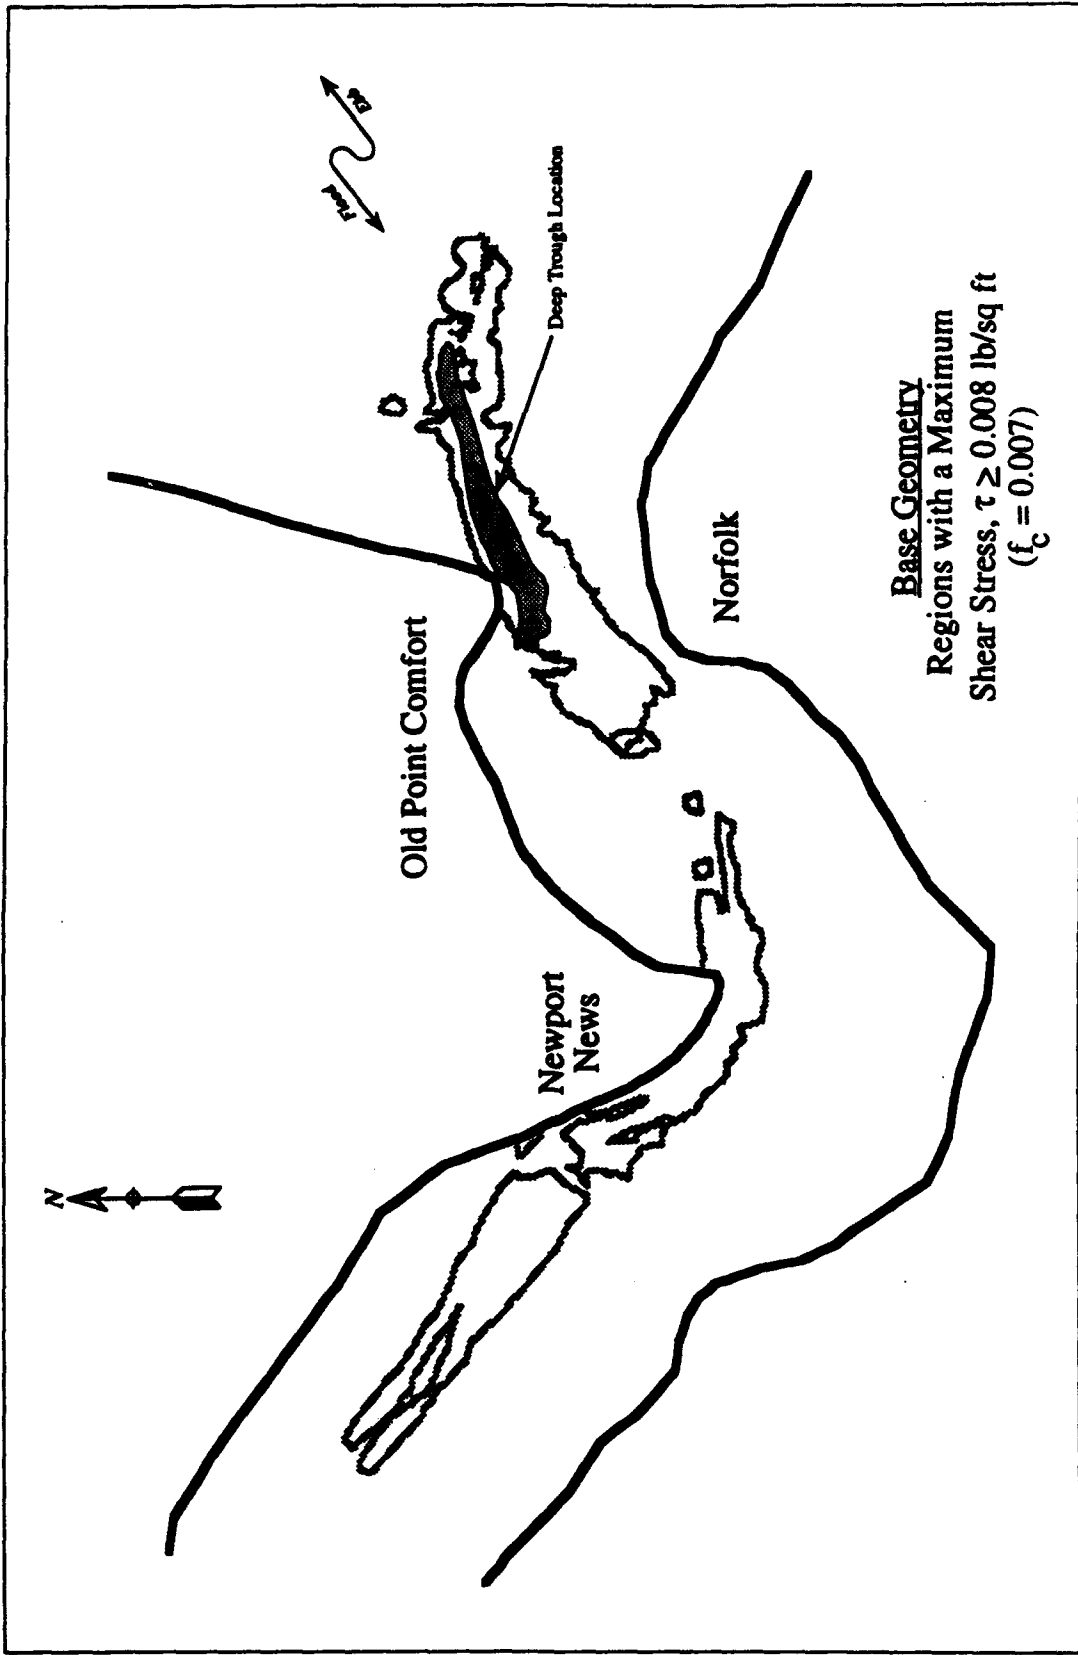 N
Flood
Ebb
Old Point Comfort
Deep Trough Location
Newport
News
Norfolk
Base Geometry
Regions with a Maximum
Shear Stress, τ ≥ 0.008 lb/sq ft
(f_c = 0.007)